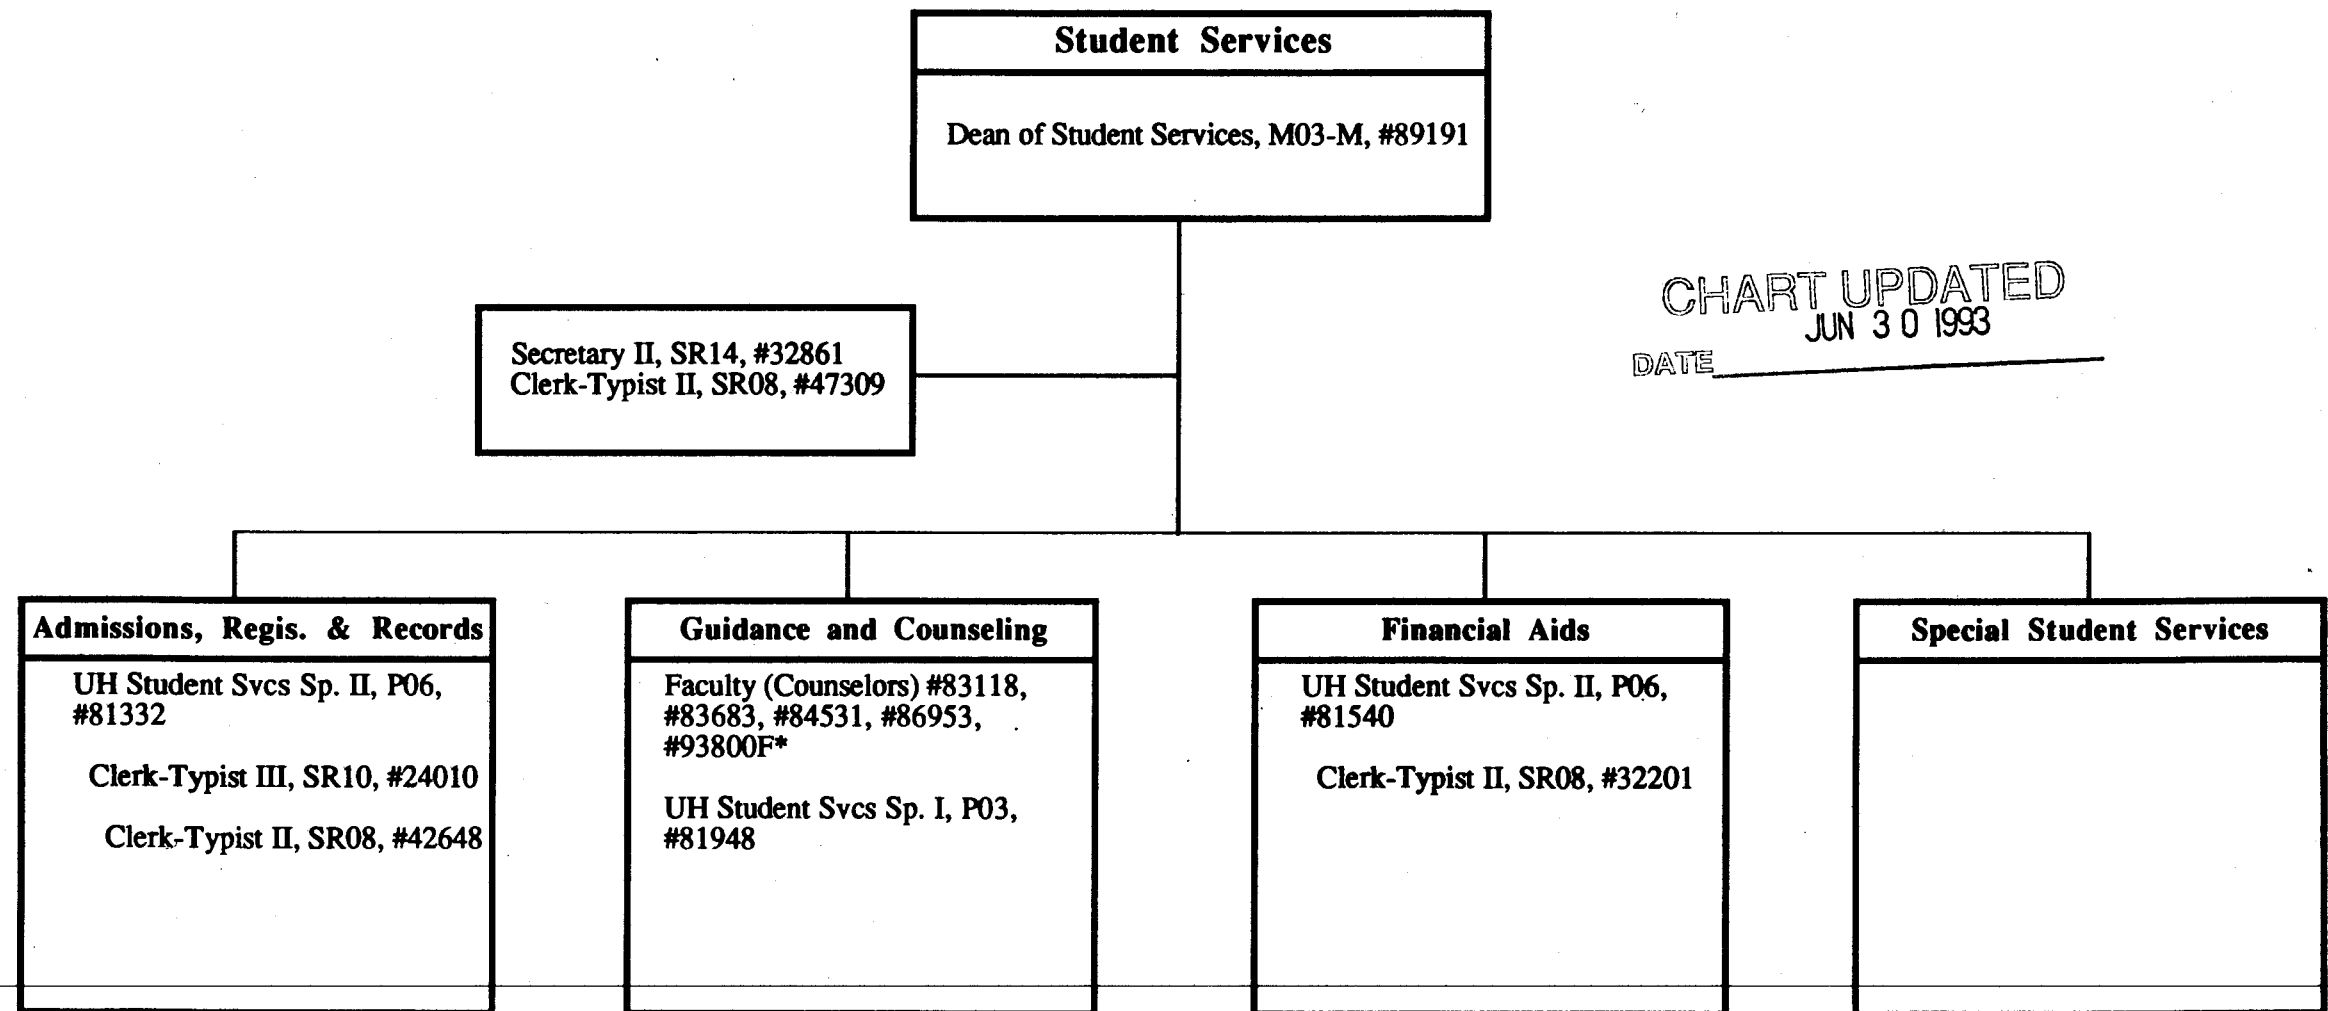 Student Services
Dean of Student Services, M03-M, #89191
CHART UPDATED
JUN 30 1993
DATE
Secretary II, SR14, #32861
Clerk-Typist II, SR08, #47309
Admissions, Regis. & Records
UH Student Svcs Sp. II, P06,
#81332
Clerk-Typist III, SR10, #24010
Clerk-Typist II, SR08, #42648
Guidance and Counseling
Faculty (Counselors) #83118,
#83683, #84531, #86953,
#93800F*
UH Student Svcs Sp. I, P03,
#81948
Financial Aids
UH Student Svcs Sp. II, P06,
#81540
Clerk-Typist II, SR08, #32201
Special Student Services